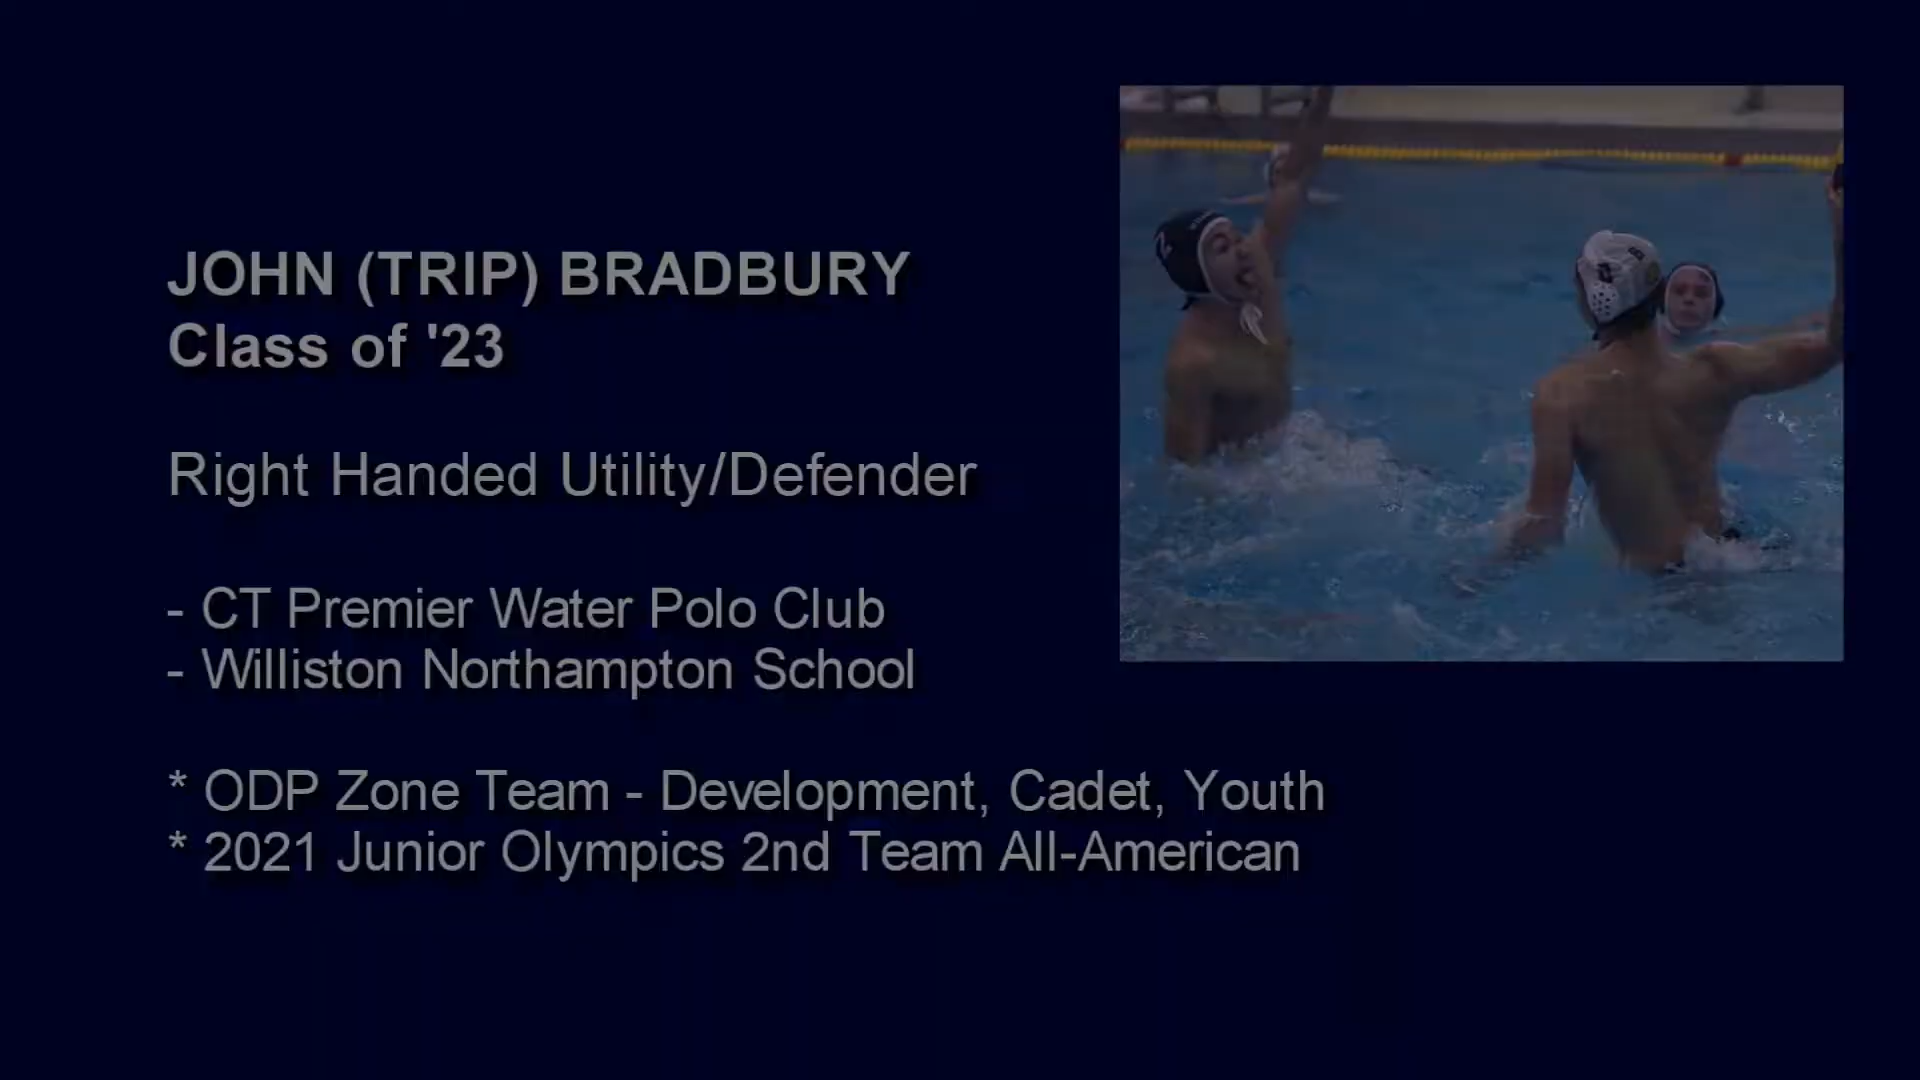 JOHN (TRIP) BRADBURY
Class of '23
Right Handed Utility/Defender
- CT Premier Water Polo Club
- Williston Northampton School
* ODP Zone Team - Development, Cadet, Youth
* 2021 Junior Olympics 2nd Team All-American